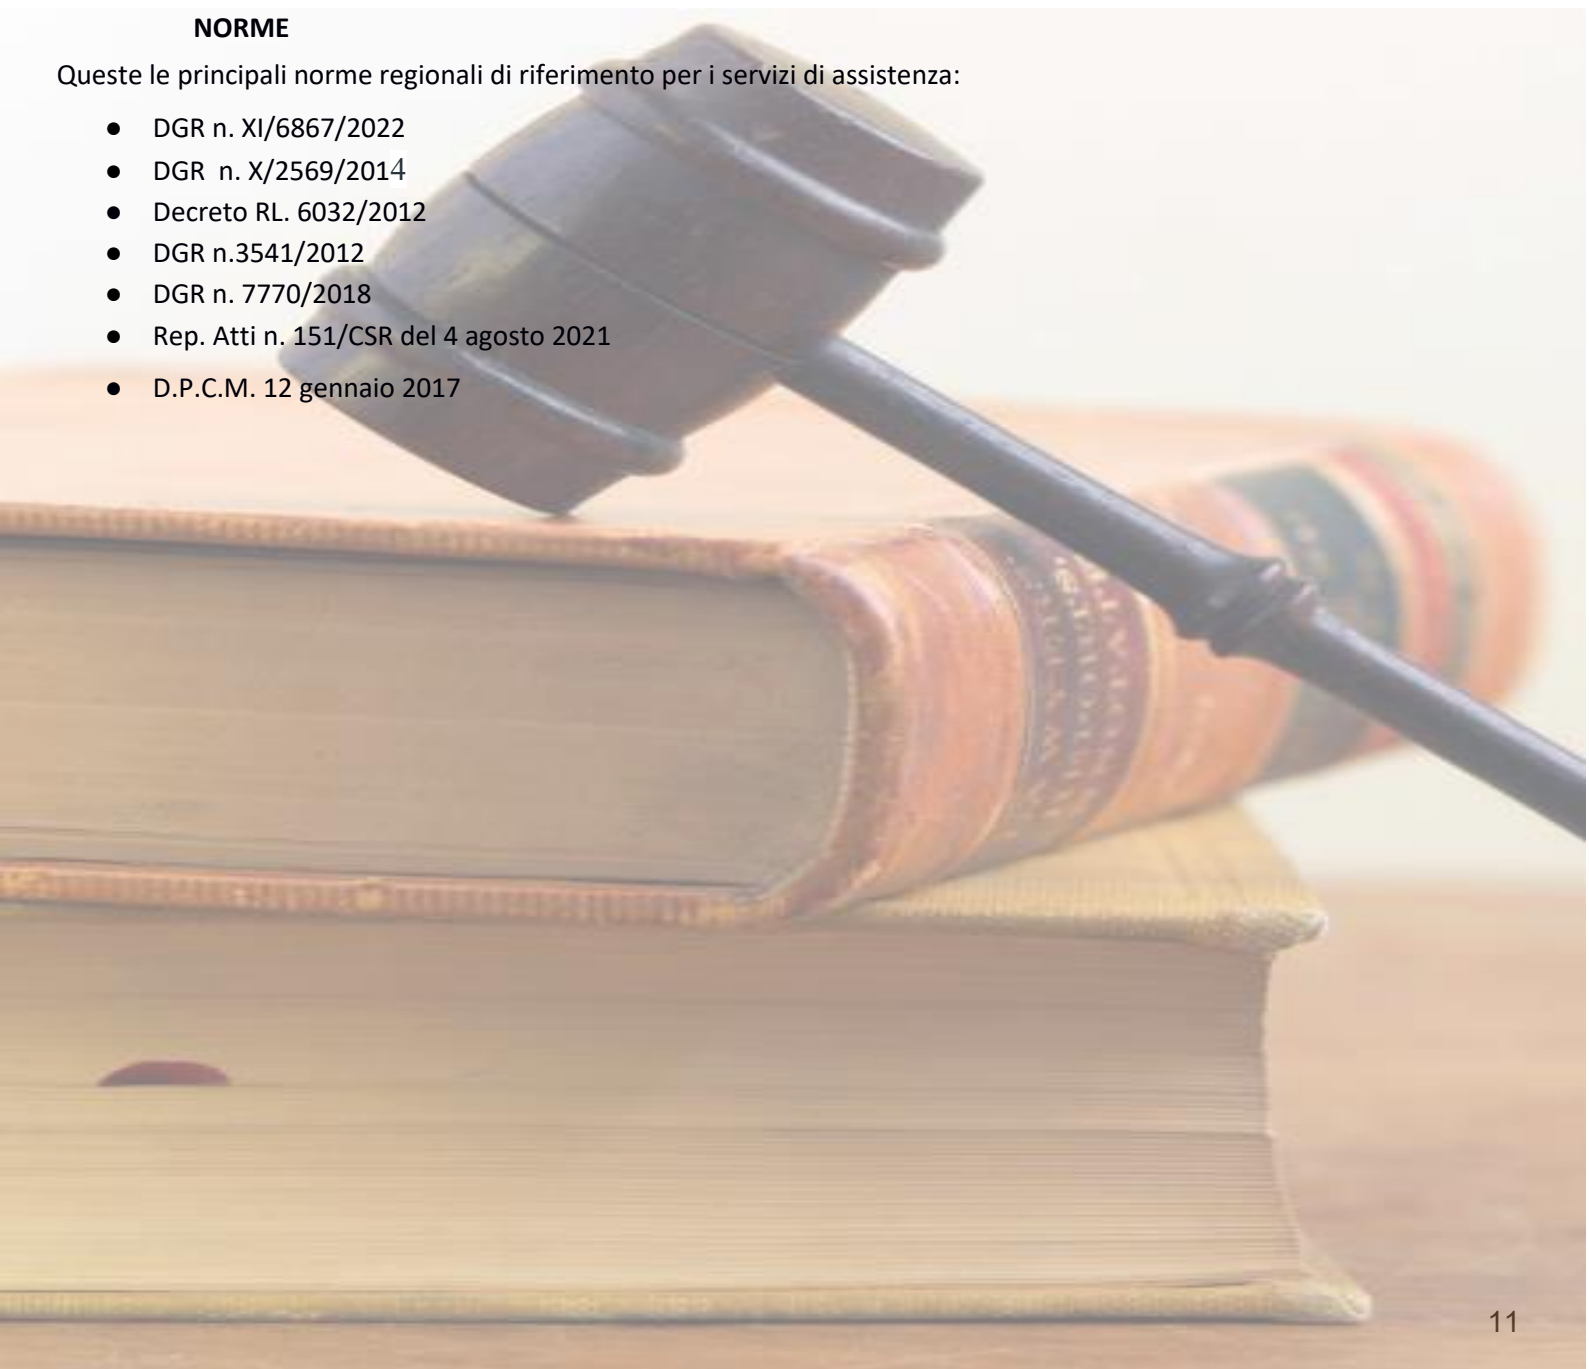 NORME
Queste le principali norme regionali di riferimento per i servizi di assistenza:
● DGR n. XI/6867/2022
● DGR  n. X/2569/2014
● Decreto RL. 6032/2012
● DGR n.3541/2012
● DGR n. 7770/2018
● Rep. Atti n. 151/CSR del 4 agosto 2021
● D.P.C.M. 12 gennaio 2017
11